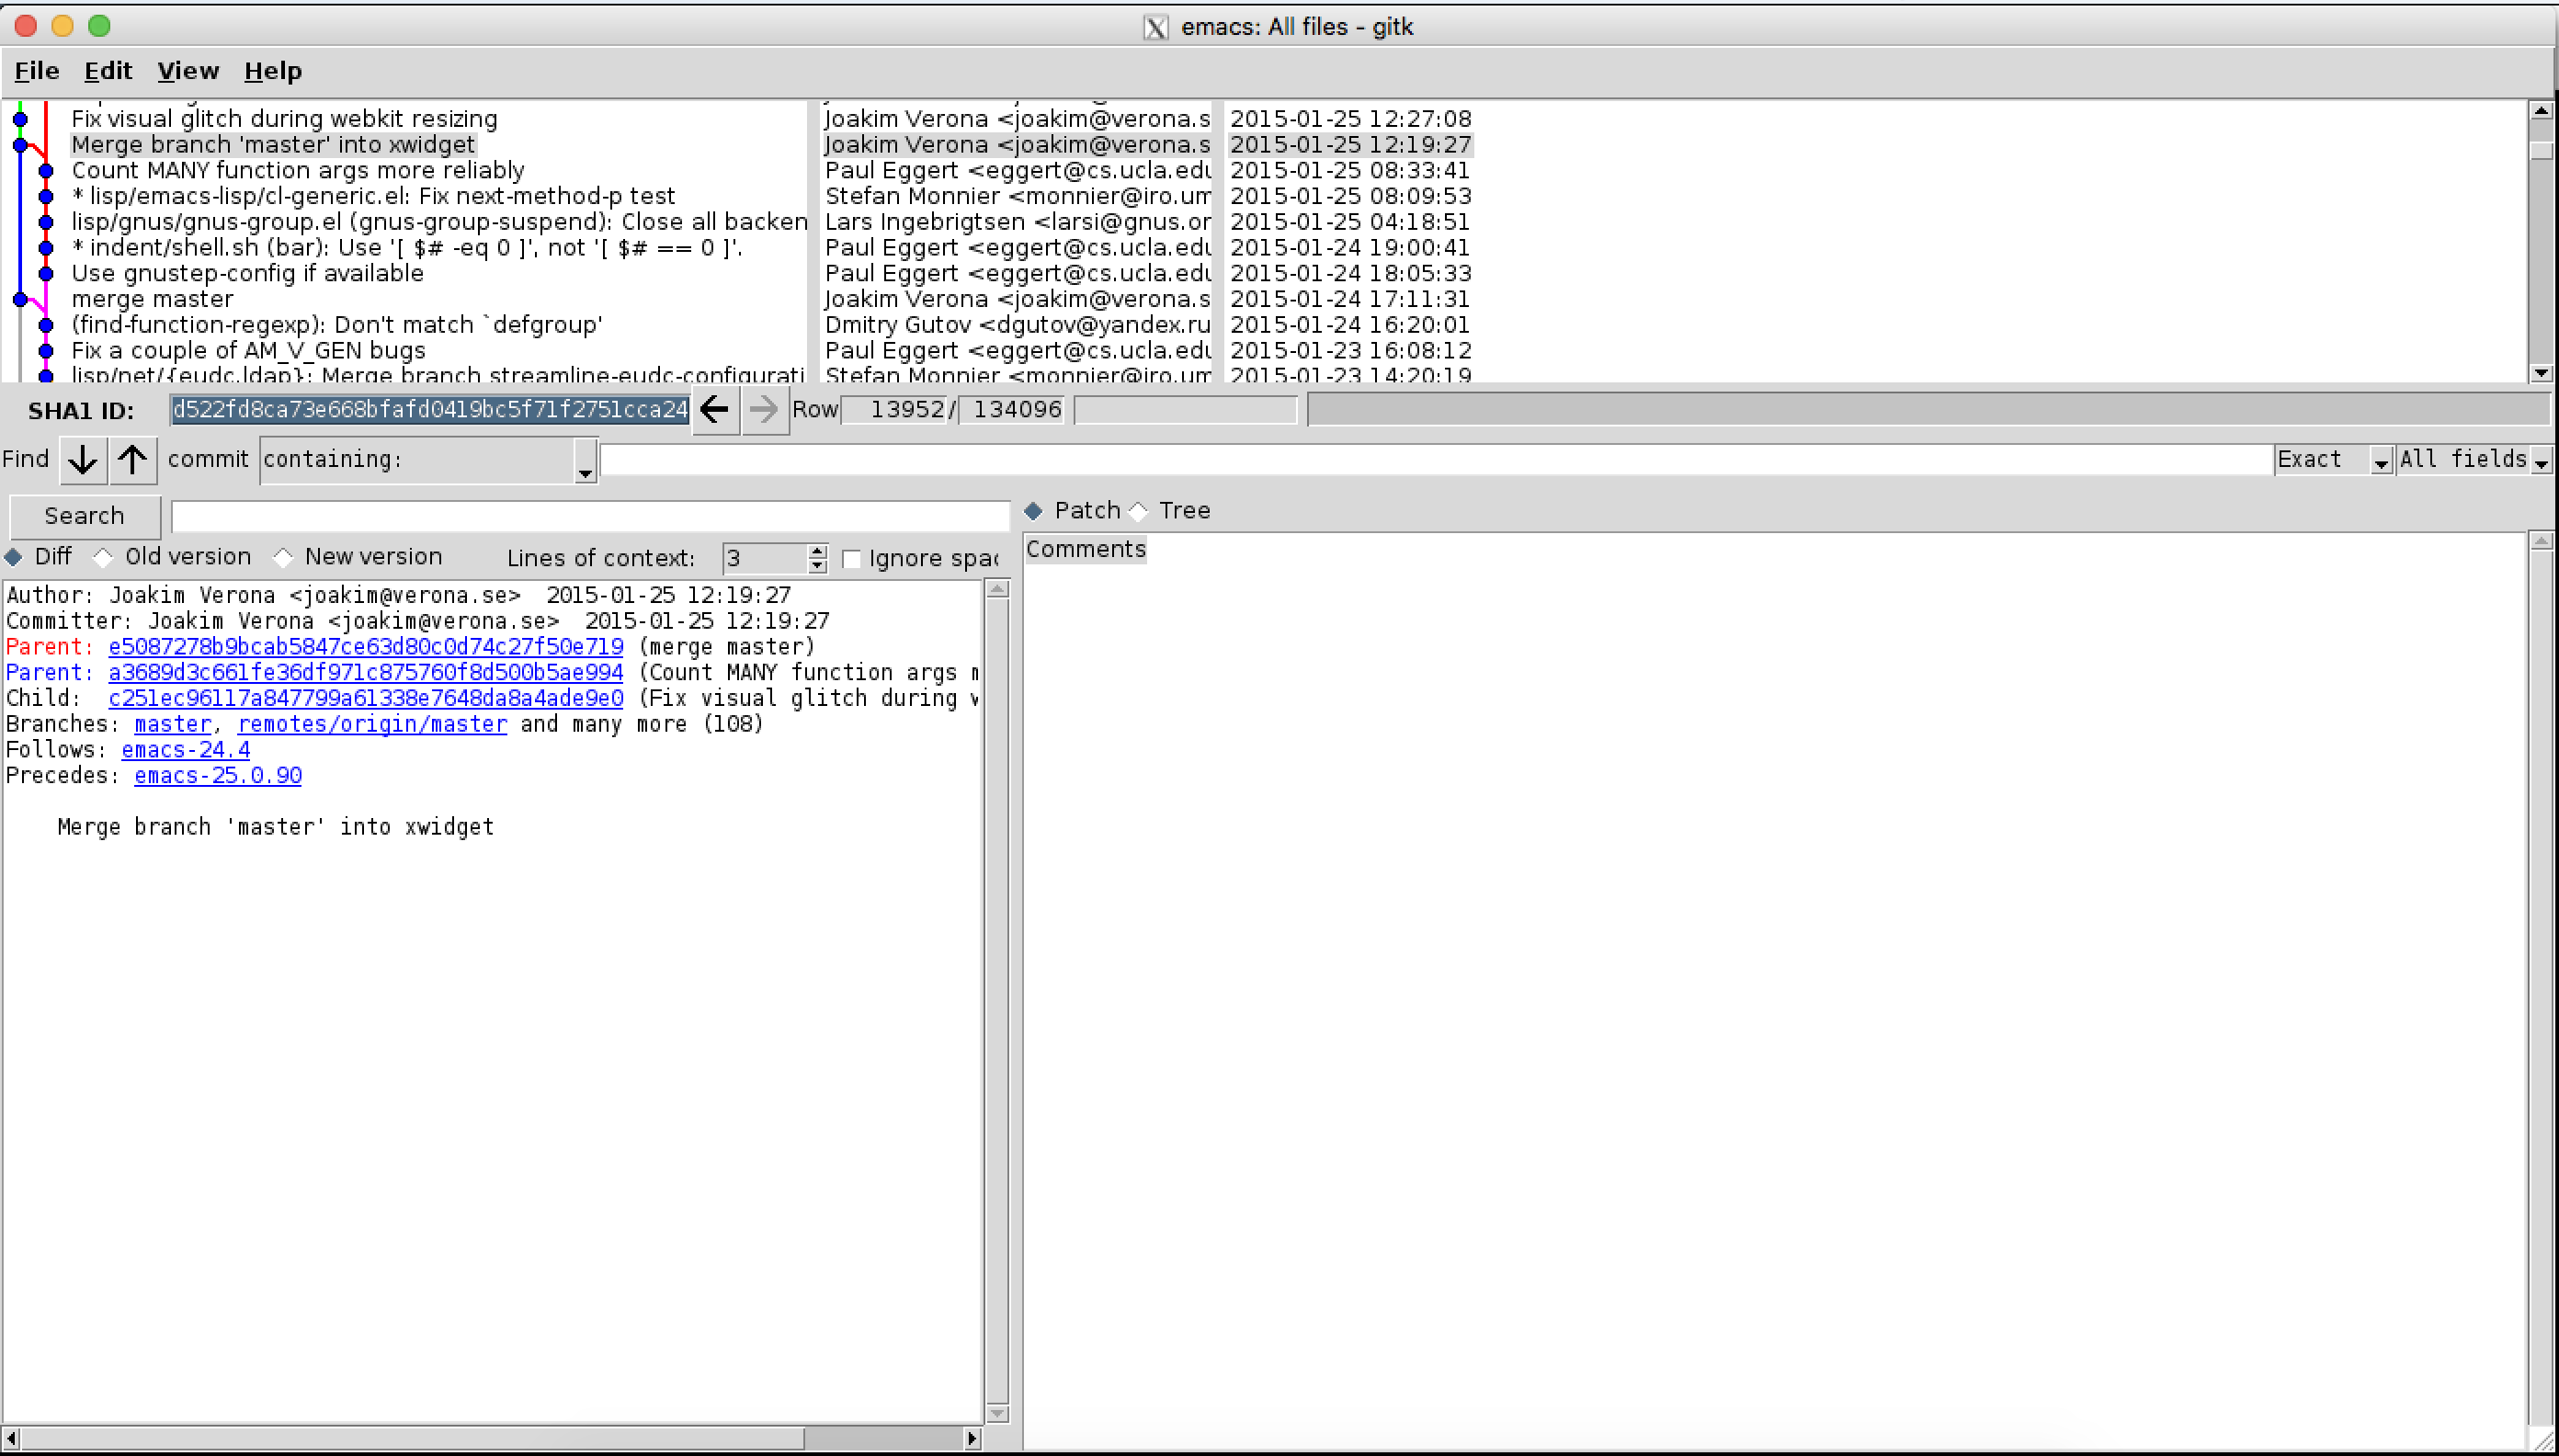 emacs: All files - gitk
File Edit View Help
Fix visual glitch during webkit resizing Joakim Verona <joakim@verona.s 2015-01-25 12:27:08
Merge branch 'master' into xwidget Joakim Verona <joakim@verona.s 2015-01-25 12:19:27
Count MANY function args more reliably Paul Eggert <eggert@cs.ucla.edu 2015-01-25 08:33:41
* lisp/emacs-lisp/cl-generic.el: Fix next-method-p test Stefan Monnier <monnier@iro.um 2015-01-25 08:09:53
lisp/gnus/gnus-group.el (gnus-group-suspend): Close all backen Lars Ingebrigtsen <larsi@gnus.or 2015-01-25 04:18:51
* indent/shell.sh (bar): Use '[ $# -eq 0 ]', not '[ $# == 0 ]'. Paul Eggert <eggert@cs.ucla.edu 2015-01-24 19:00:41
Use gnustep-config if available Paul Eggert <eggert@cs.ucla.edu 2015-01-24 18:05:33
merge master Joakim Verona <joakim@verona.s 2015-01-24 17:11:31
(find-function-regexp): Don't match `defgroup' Dmitry Gutov <dgutov@yandex.ru 2015-01-24 16:20:01
Fix a couple of AM_V_GEN bugs Paul Eggert <eggert@cs.ucla.edu 2015-01-23 16:08:12
lisp/net/{eudc,ldap}: Merge branch streamline-eudc-configurati Stefan Monnier <monnier@iro.um 2015-01-23 14:20:19
SHA1 ID: d522fd8ca73e668bfafd0419bc5f71f2751cca24 Row 13952 / 134096
Find commit containing: Exact All fields
Search Patch Tree
Diff Old version New version Lines of context: 3 Ignore spac
Comments
Author: Joakim Verona <joakim@verona.se>  2015-01-25 12:19:27
Committer: Joakim Verona <joakim@verona.se>  2015-01-25 12:19:27
Parent: e5087278b9bcab5847ce63d80c0d74c27f50e719 (merge master)
Parent: a3689d3c661fe36df971c875760f8d500b5ae994 (Count MANY function args m
Child:  c251ec96117a847799a61338e7648da8a4ade9e0 (Fix visual glitch during w
Branches: master, remotes/origin/master and many more (108)
Follows: emacs-24.4
Precedes: emacs-25.0.90
Merge branch 'master' into xwidget